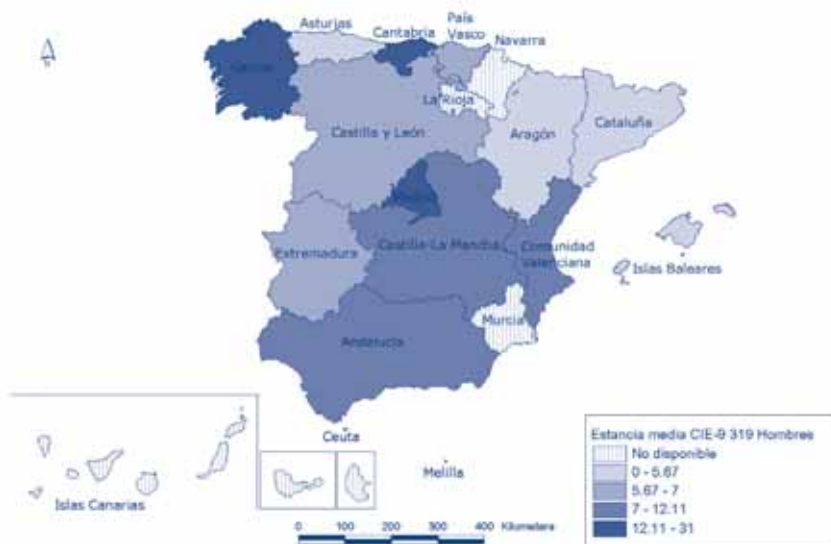 Asturias
Cantabria
País
Vasco
Navarra
Galicia
La Rioja
Castilla y León
Aragón
Cataluña
Madrid
Extremadura
Castilla-La Mancha
Comunidad
Valenciana
Islas Baleares
Murcia
Andalucía
Ceuta
Melilla
Islas Canarias
Estancia media CIE-9 319 Hombres
No disponible
0 - 5.67
5.67 - 7
7 - 12.11
12.11 - 31
0 100 200 300 400 Kilometers